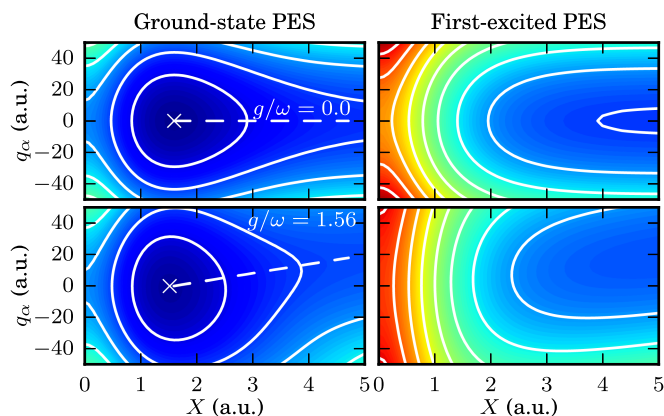 Ground-state PES First-excited PES
40
20
0
−20
−40
q_α (a.u.)
g/ω = 0.0
40
20
0
−20
−40
q_α (a.u.)
g/ω = 1.56
0 1 2 3 4 5 0 1 2 3 4 5
X (a.u.) X (a.u.)